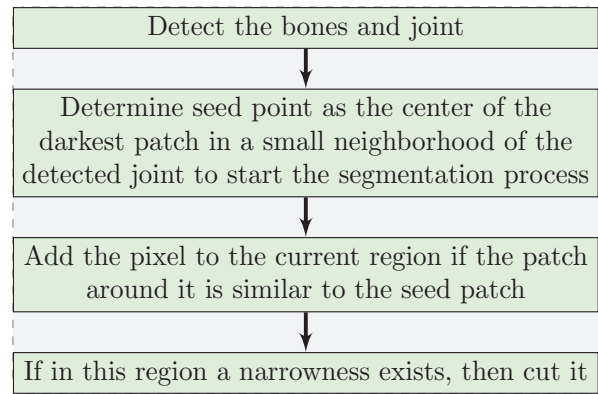 Detect the bones and joint
Determine seed point as the center of the
darkest patch in a small neighborhood of the
detected joint to start the segmentation process
Add the pixel to the current region if the patch
around it is similar to the seed patch
If in this region a narrowness exists, then cut it